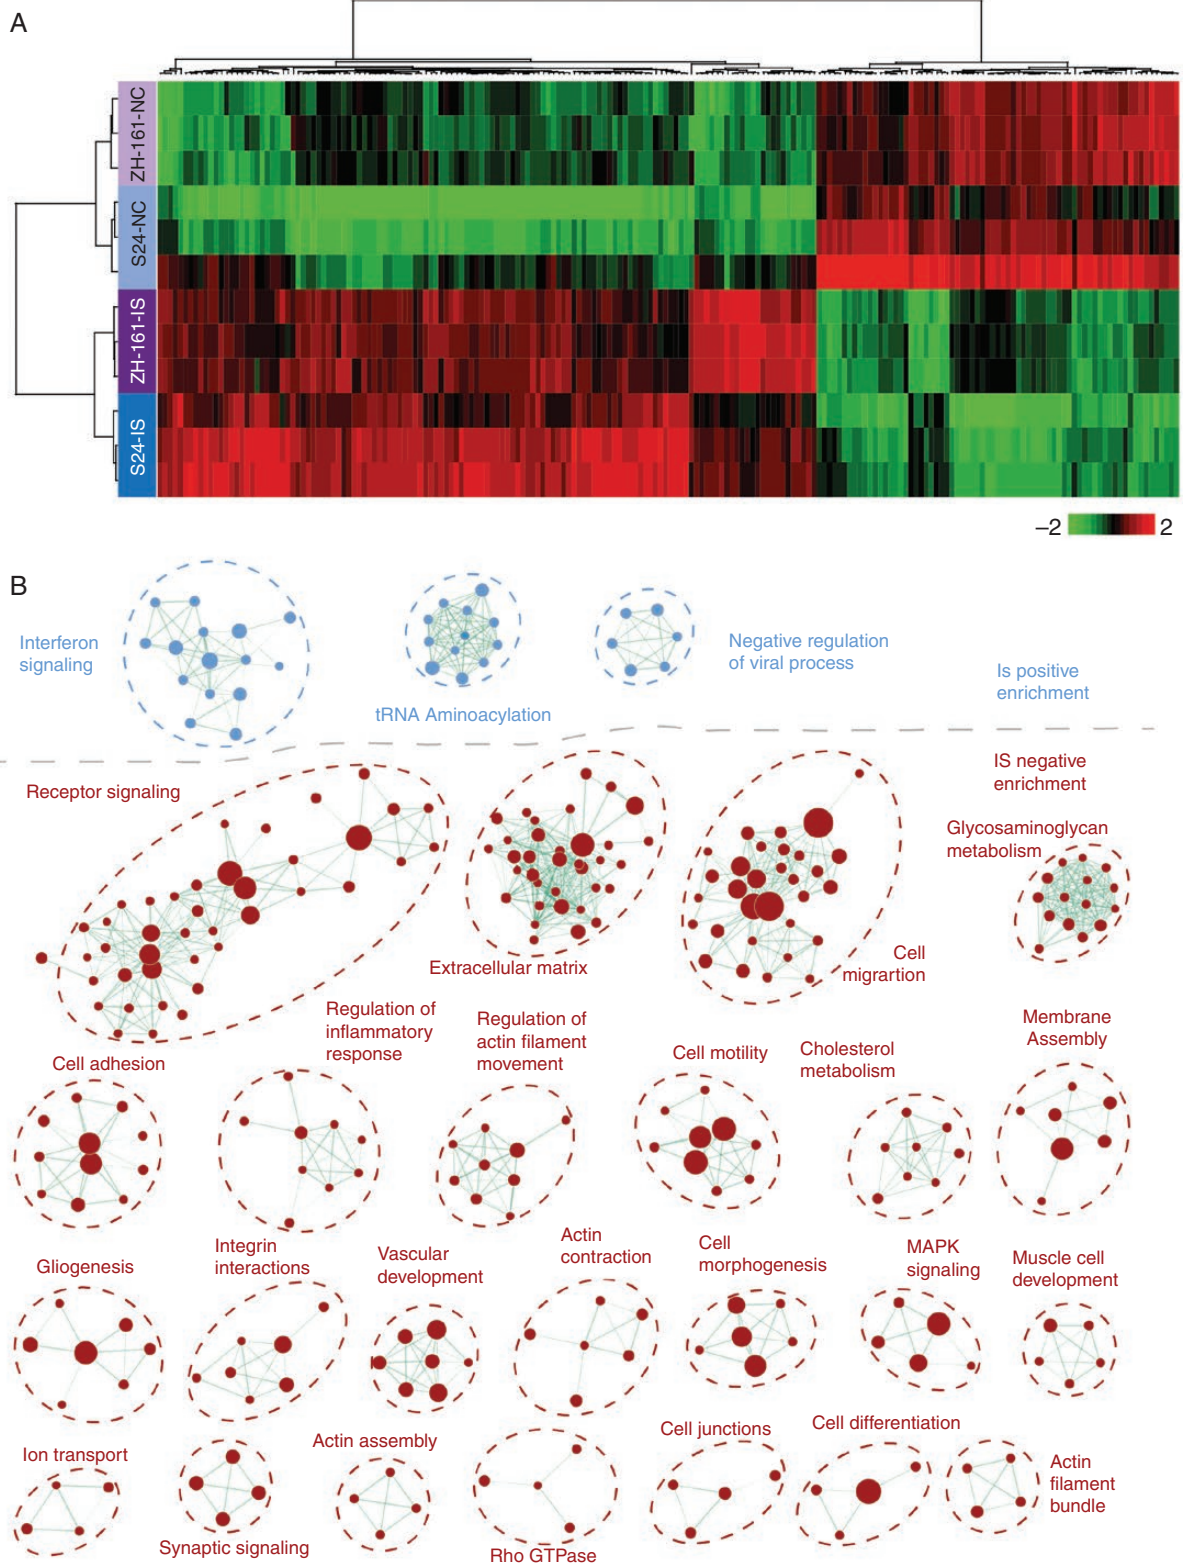 A
ZH-161-NC
S24-NC
ZH-161-IS
S24-IS
–2
2
B
Interferon
signaling
tRNA Aminoacylation
Negative regulation
of viral process
Is positive
enrichment
IS negative
enrichment
Receptor signaling
Extracellular matrix
Cell
migrartion
Glycosaminoglycan
metabolism
Cell adhesion
Regulation of
inflammatory
response
Regulation of
actin filament
movement
Cell motility
Cholesterol
metabolism
Membrane
Assembly
Gliogenesis
Integrin
interactions
Vascular
development
Actin
contraction
Cell
morphogenesis
MAPK
signaling
Muscle cell
development
Ion transport
Synaptic signaling
Actin assembly
Rho GTPase
Cell junctions
Cell differentiation
Actin
filament
bundle